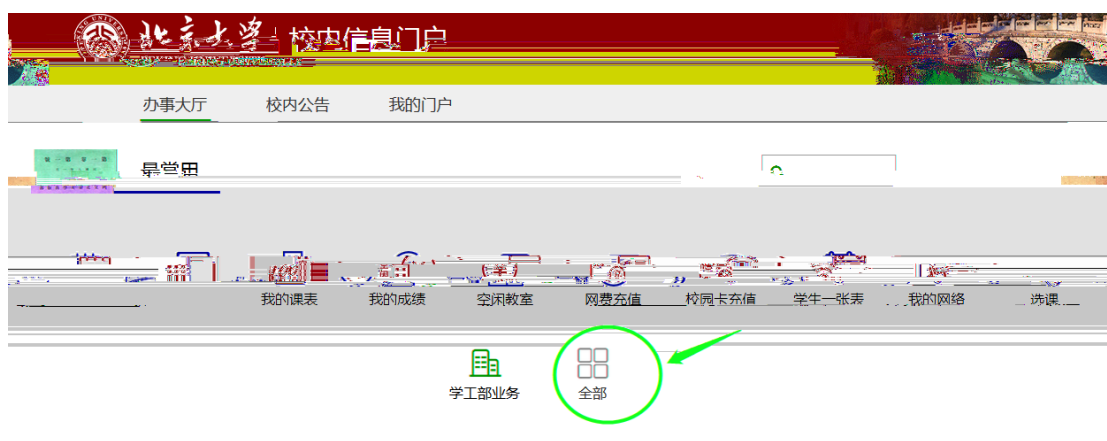 北京大学 校内信息门户
办事大厅 校内公告 我的门户
最常用
我的课表 我的成绩 空闲教室 网费充值 校园卡充值 学生一张表 我的网络 选课
学工部业务 全部